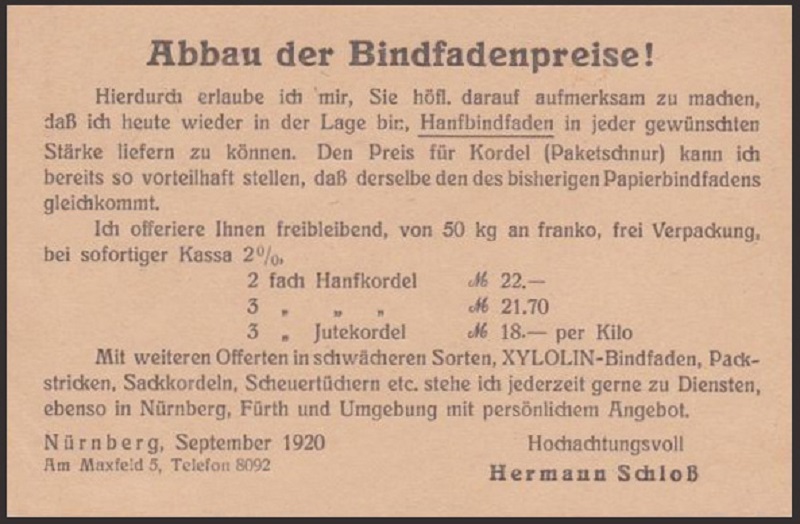 Abbau der Bindfadenpreise!
Hierdurch erlaube ich mir, Sie höfl. darauf aufmerksam zu machen,
daß ich heute wieder in der Lage bin, Hanfbindfaden in jeder gewünschten
Stärke liefern zu können. Den Preis für Kordel (Paketschnur) kann ich
bereits so vorteilhaft stellen, daß derselbe den des bisherigen Papierbindfadens
gleichkommt.
Ich offeriere Ihnen freibleibend, von 50 kg an franko, frei Verpackung,
bei sofortiger Kassa 2%,
2 fach Hanfkordel ℳ 22.—
3 „ „ „ ℳ 21.70
3 „ Jutekordel ℳ 18.— per Kilo
Mit weiteren Offerten in schwächeren Sorten, XYLOLIN-Bindfaden, Pack-
stricken, Sackkordeln, Scheuertüchern etc. stehe ich jederzeit gerne zu Diensten,
ebenso in Nürnberg, Fürth und Umgebung mit persönlichem Angebot.
Nürnberg, September 1920 Hochachtungsvoll
Am Maxfeld 5, Telefon 8092 Hermann Schloß